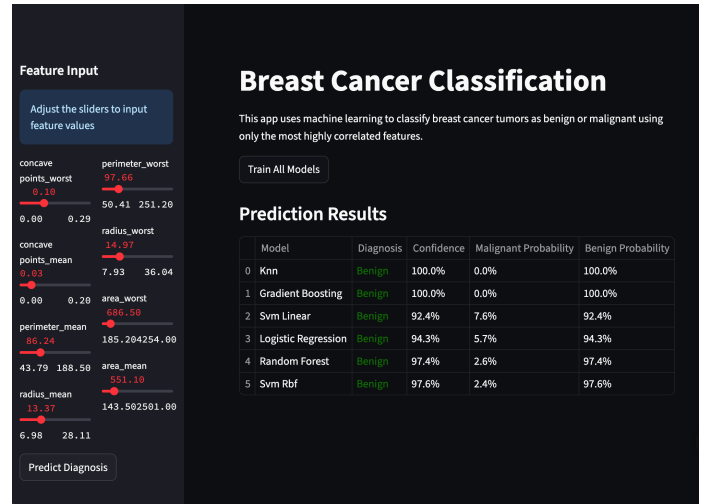 Feature Input
Adjust the sliders to input
feature values
concave
points_worst
0.10
0.00 0.29
concave
points_mean
0.03
0.00 0.20
perimeter_mean
86.24
43.79 188.50
radius_mean
13.37
6.98 28.11
perimeter_worst
97.66
50.41 251.20
radius_worst
14.97
7.93 36.04
area_worst
686.50
185.204254.00
area_mean
551.10
143.502501.00
Predict Diagnosis
Breast Cancer Classification
This app uses machine learning to classify breast cancer tumors as benign or malignant using
only the most highly correlated features.
Train All Models
Prediction Results
Model Diagnosis Confidence Malignant Probability Benign Probability
0 Knn Benign 100.0% 0.0% 100.0%
1 Gradient Boosting Benign 100.0% 0.0% 100.0%
2 Svm Linear Benign 92.4% 7.6% 92.4%
3 Logistic Regression Benign 94.3% 5.7% 94.3%
4 Random Forest Benign 97.4% 2.6% 97.4%
5 Svm Rbf Benign 97.6% 2.4% 97.6%